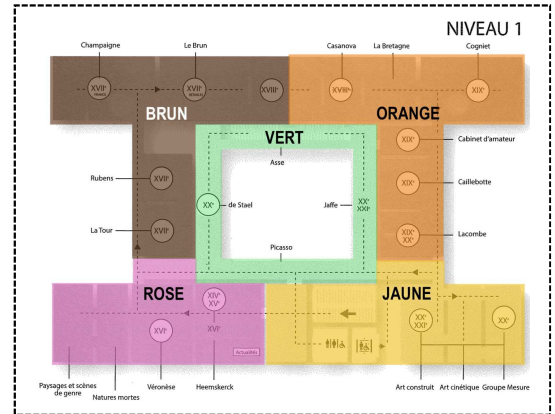 NIVEAU 1
Champaigne
Le Brun
Casanova
La Bretagne
Cogniet
XVIIᵉ
FRANCE
XVIIᵉ
XVIIIᵉ
XVIIIᵉ
XIXᵉ
BRUN
ORANGE
VERT
Asse
XIXᵉ
Cabinet d'amateur
Rubens
XVIIᵉ
XIXᵉ
Caillebotte
XXᵉ
de Stael
Jaffe
XXᵉ
XXIᵉ
La Tour
XVIIᵉ
XIXᵉ
XXᵉ
Lacombe
Picasso
ROSE
JAUNE
XIVᵉ
XVᵉ
XVIᵉ
XVIᵉ
XXᵉ
XXIᵉ
XXᵉ
Actualités
Paysages et scènes
de genre
Natures mortes
Véronèse
Heemskerck
Art construit
Art cinétique
Groupe Mesure